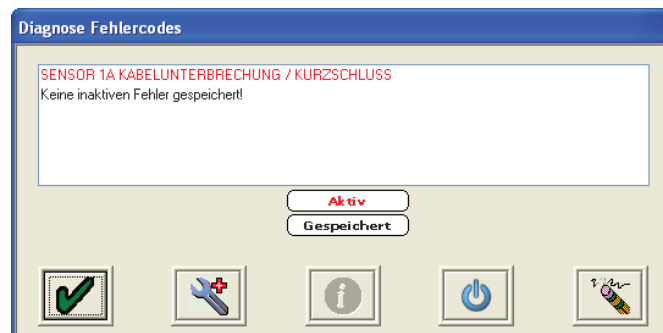 Diagnose Fehlercodes
SENSOR 1A KABELUNTERBRECHUNG / KURZSCHLUSS
Keine inaktiven Fehler gespeichert!
Aktiv
Gespeichert